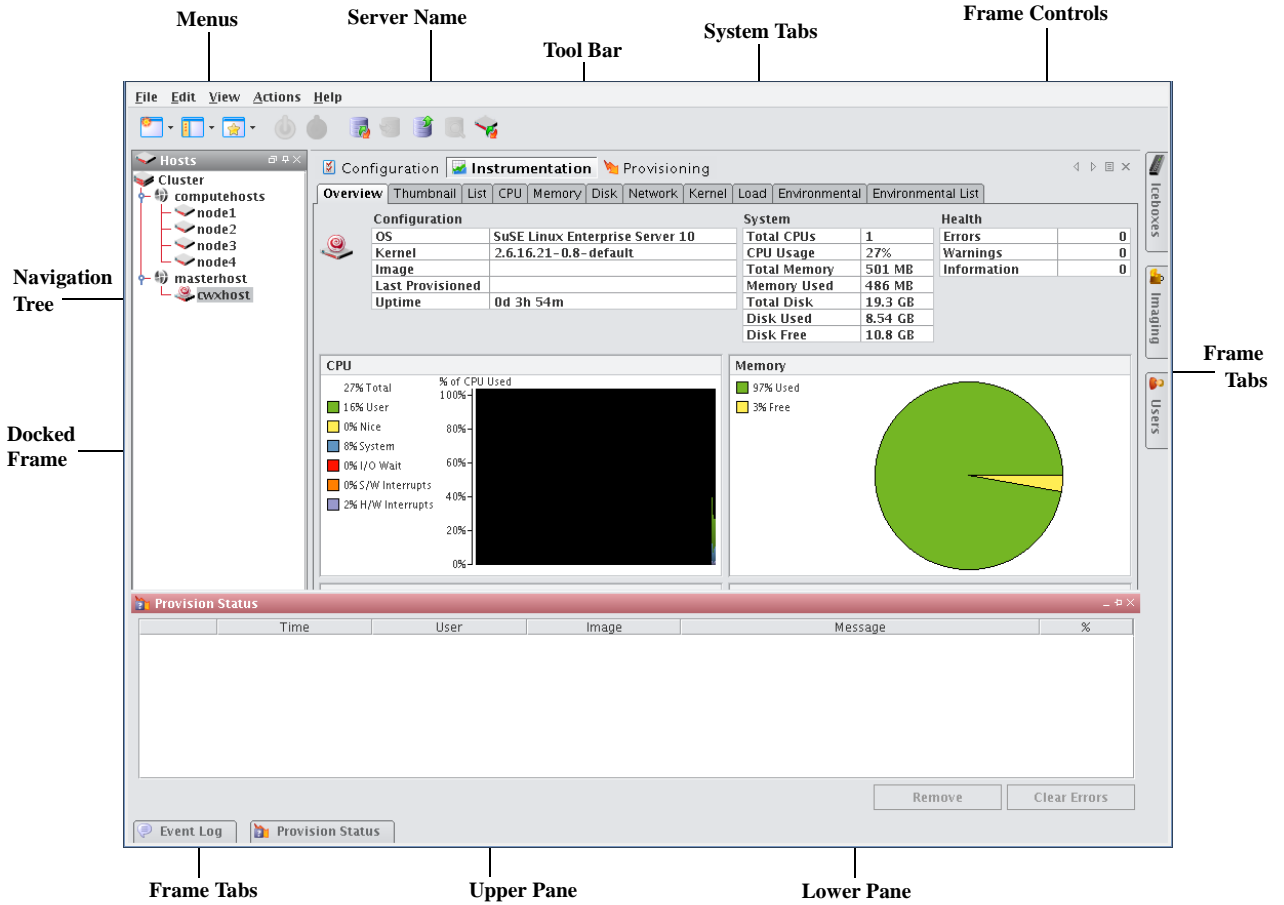 Menus
Server Name
Tool Bar
System Tabs
Frame Controls
File Edit View Actions Help
Hosts
Cluster
computehosts
node1
node2
node3
node4
masterhost
cwxhost
Navigation
Tree
Docked
Frame
Configuration Instrumentation Provisioning
Overview Thumbnail List CPU Memory Disk Network Kernel Load Environmental Environmental List
Configuration
OS SuSE Linux Enterprise Server 10
Kernel 2.6.16.21-0.8-default
Image
Last Provisioned
Uptime 0d 3h 54m
System
Total CPUs 1
CPU Usage 27%
Total Memory 501 MB
Memory Used 486 MB
Total Disk 19.3 GB
Disk Used 8.54 GB
Disk Free 10.8 GB
Health
Errors 0
Warnings 0
Information 0
CPU
27% Total
16% User
0% Nice
8% System
0% I/O Wait
0% S/W Interrupts
2% H/W Interrupts
% of CPU Used
100%
80%
60%
40%
20%
0%
Memory
97% Used
3% Free
Iceboxes
Imaging
Users
Frame
Tabs
Provision Status
Time User Image Message %
Remove Clear Errors
Event Log Provision Status
Frame Tabs
Upper Pane
Lower Pane